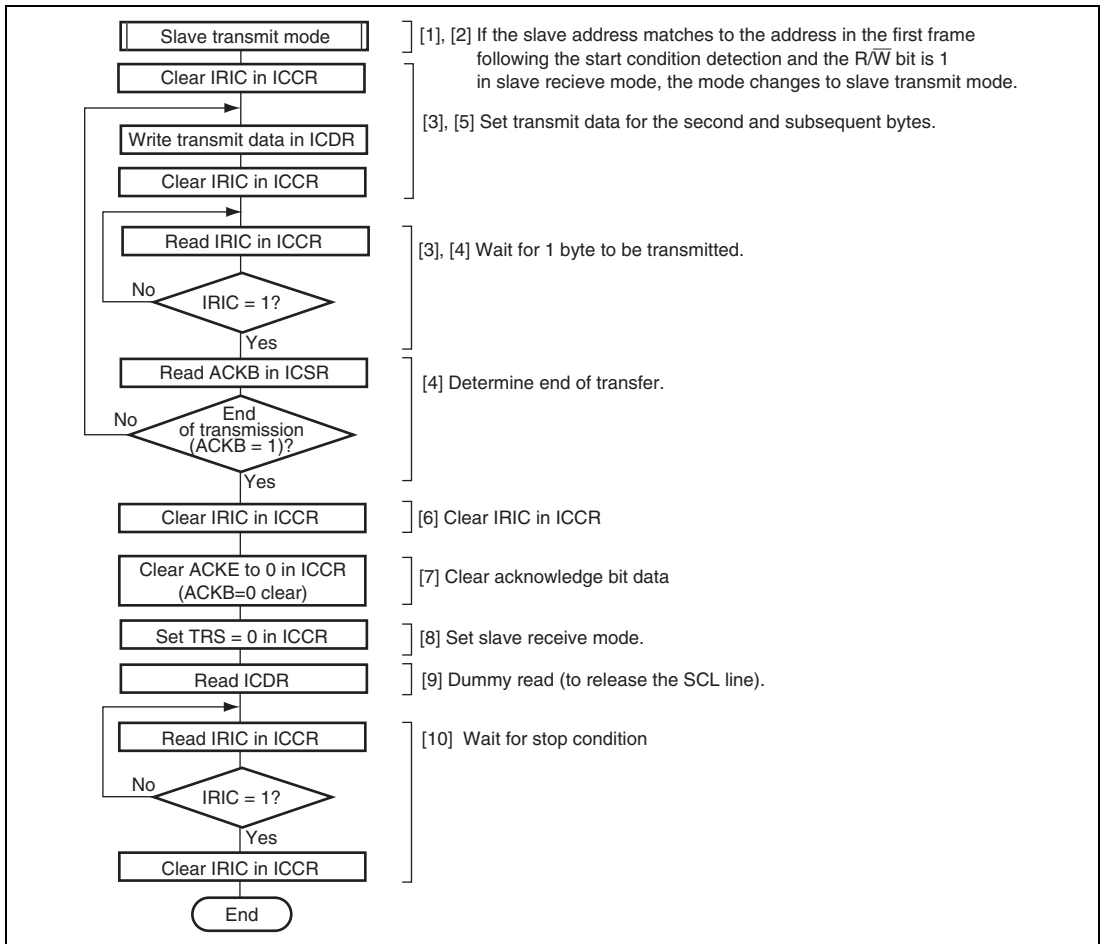 Slave transmit mode
[1], [2] If the slave address matches to the address in the first frame
following the start condition detection and the R/W̅ bit is 1
in slave recieve mode, the mode changes to slave transmit mode.
Clear IRIC in ICCR
[3], [5] Set transmit data for the second and subsequent bytes.
Write transmit data in ICDR
Clear IRIC in ICCR
Read IRIC in ICCR
[3], [4] Wait for 1 byte to be transmitted.
No
IRIC = 1?
Yes
Read ACKB in ICSR
[4] Determine end of transfer.
No
End
of transmission
(ACKB = 1)?
Yes
Clear IRIC in ICCR
[6] Clear IRIC in ICCR
Clear ACKE to 0 in ICCR
(ACKB=0 clear)
[7] Clear acknowledge bit data
Set TRS = 0 in ICCR
[8] Set slave receive mode.
Read ICDR
[9] Dummy read (to release the SCL line).
Read IRIC in ICCR
[10] Wait for stop condition
No
IRIC = 1?
Yes
Clear IRIC in ICCR
End